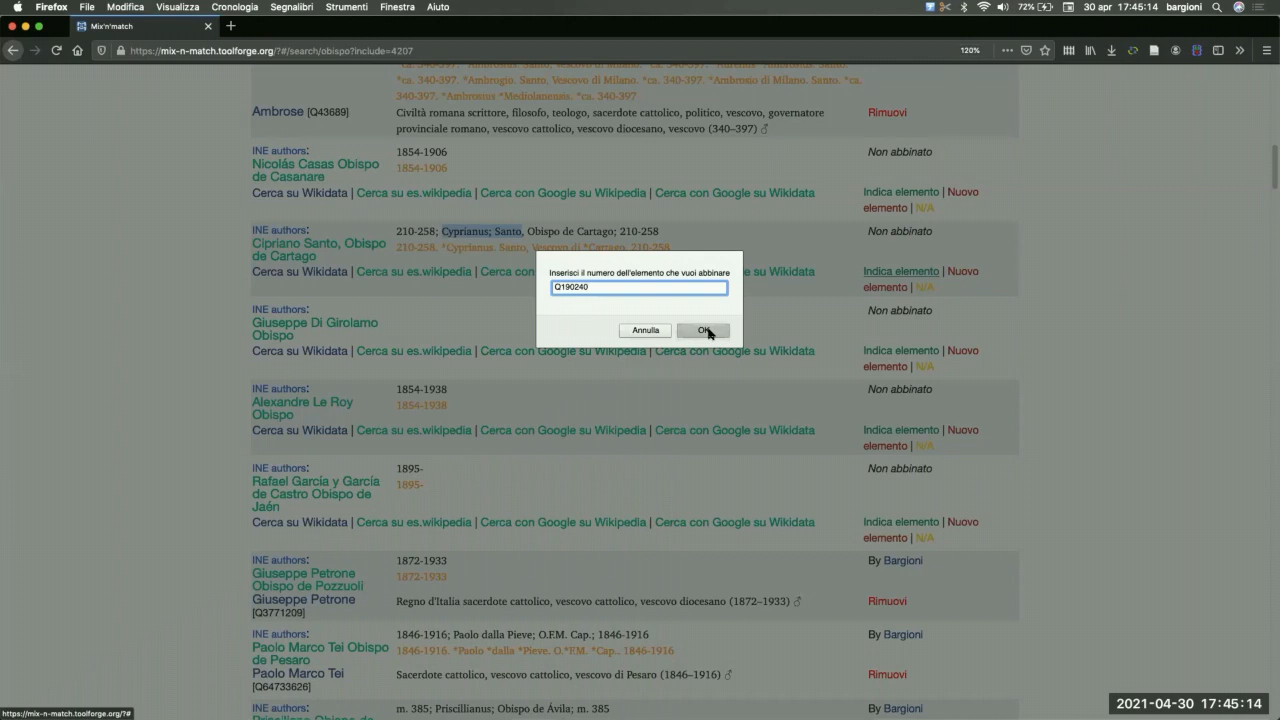 Firefox File Modifica Visualizza Cronologia Segnalibri Strumenti Finestra Aiuto 72% 30 apr 17:45:14 bargioni
Mix'n'match
https://mix-n-match.toolforge.org/?#/search/obispo?include=4207 120%
*ca. 340-397. *Ambrogio. Santo, Vescovo di Milano. *ca. 340-397. *Ambrosio di Milano. Santo. *ca.
340-397. *Ambrosius *Mediolanensis. *ca. 340-397
Ambrose [Q43689] Civiltà romana scrittore, filosofo, teologo, sacerdote cattolico, politico, vescovo, governatore Rimuovi
provinciale romano, vescovo cattolico, vescovo diocesano, vescovo (340–397) ♂
INE authors: 1854-1906 Non abbinato
Nicolás Casas Obispo 1854-1906
de Casanare
Cerca su Wikidata | Cerca su es.wikipedia | Cerca con Google su Wikipedia | Cerca con Google su Wikidata Indica elemento | Nuovo
elemento | N/A
INE authors: 210-258; Cyprianus; Santo, Obispo de Cartago; 210-258 Non abbinato
Cipriano Santo, Obispo 210-258. *Cyprianus. Santo, Vescovo di *Cartago. 210-258
de Cartago
Cerca su Wikidata | Cerca su es.wikipedia Indica elemento | Nuovo
elemento | N/A
Inserisci il numero dell'elemento che vuoi abbinare
Q190240
Annulla OK
INE authors: Non abbinato
Giuseppe Di Girolamo
Obispo
Cerca su Wikidata | Cerca su es.wikipedia | Cerca con Google su Wikipedia | Cerca con Google su Wikidata Indica elemento | Nuovo
elemento | N/A
INE authors: 1854-1938 Non abbinato
Alexandre Le Roy 1854-1938
Obispo
Cerca su Wikidata | Cerca su es.wikipedia | Cerca con Google su Wikipedia | Cerca con Google su Wikidata Indica elemento | Nuovo
elemento | N/A
INE authors: 1895- Non abbinato
Rafael García y García 1895-
de Castro Obispo de
Jaén
Cerca su Wikidata | Cerca su es.wikipedia | Cerca con Google su Wikipedia | Cerca con Google su Wikidata Indica elemento | Nuovo
elemento | N/A
INE authors: 1872-1933 By Bargioni
Giuseppe Petrone 1872-1933
Obispo de Pozzuoli
Giuseppe Petrone Regno d'Italia sacerdote cattolico, vescovo cattolico, vescovo diocesano (1872–1933) ♂ Rimuovi
[Q3771209]
INE authors: 1846-1916; Paolo dalla Pieve; O.F.M. Cap.; 1846-1916 By Bargioni
Paolo Marco Tei Obispo 1846-1916. *Paolo *dalla *Pieve. O.*FM. *Cap.. 1846-1916
de Pesaro
Paolo Marco Tei Sacerdote cattolico, vescovo cattolico, vescovo di Pesaro (1846–1916) ♂ Rimuovi
[Q64733626]
INE authors: m. 385; Priscillianus; Obispo de Ávila; m. 385 By Bargioni
https://mix-n-match.toolforge.org/?#
2021-04-30 17:45:14